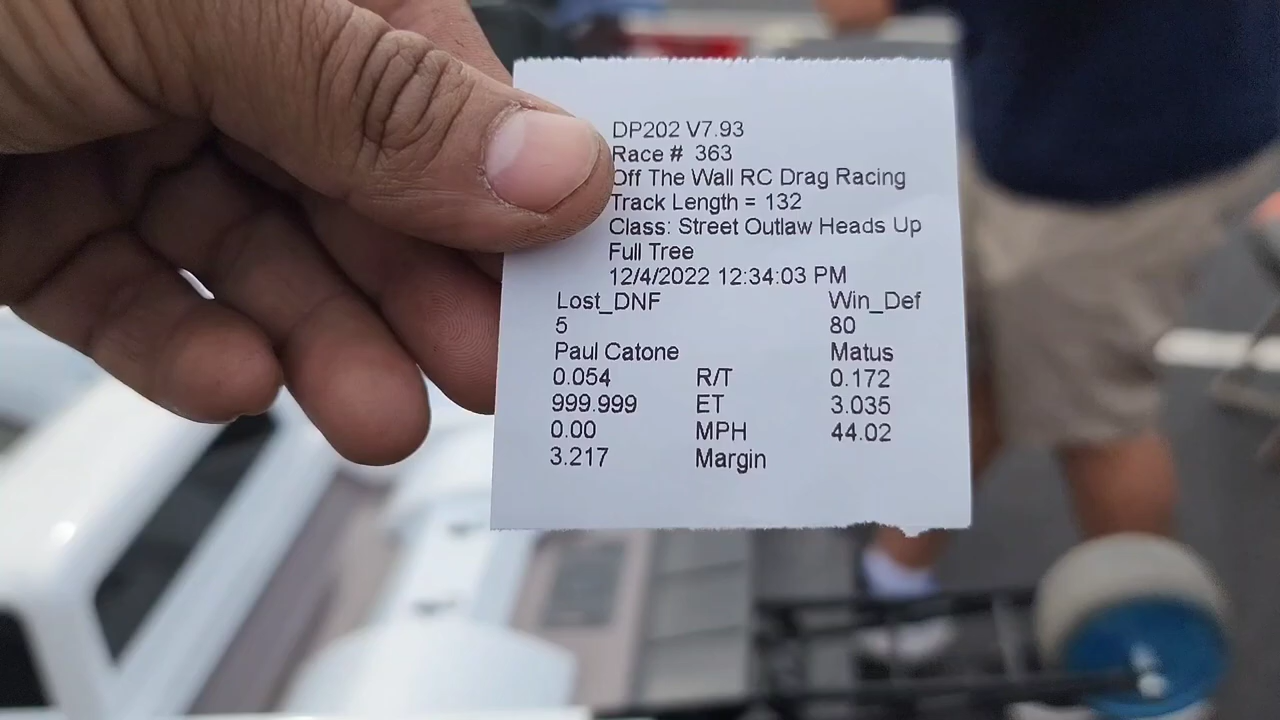 DP202 V7.93
Race # 363
Off The Wall RC Drag Racing
Track Length = 132
Class: Street Outlaw Heads Up
Full Tree
12/4/2022 12:34:03 PM
Lost_DNF Win_Def
5 80
Paul Catone Matus
0.054 R/T 0.172
999.999 ET 3.035
0.00 MPH 44.02
3.217 Margin